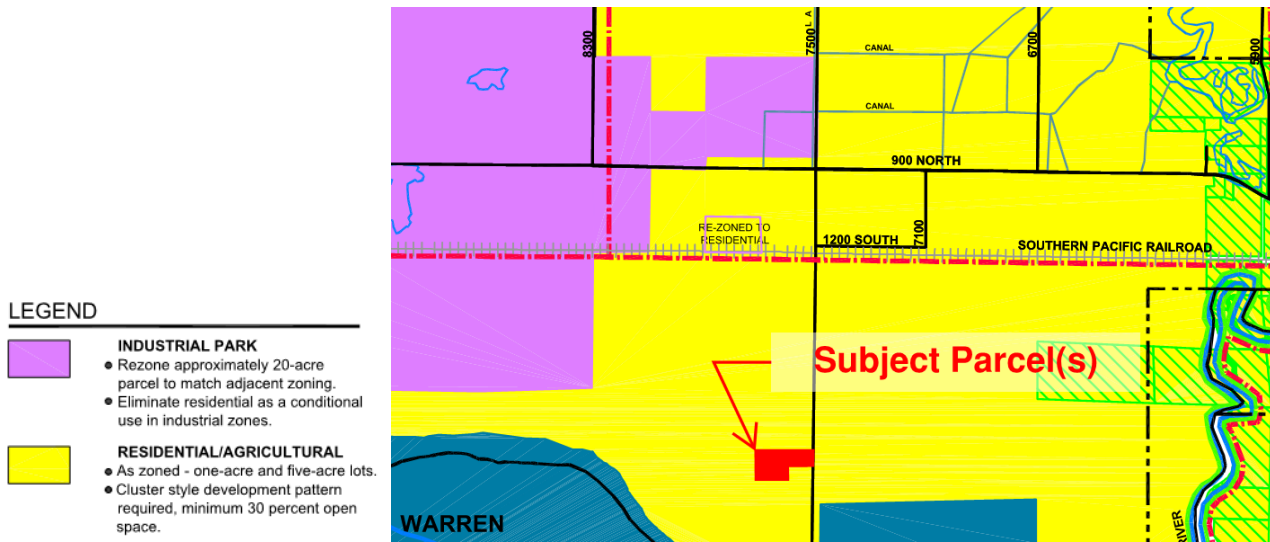 LEGEND
INDUSTRIAL PARK
● Rezone approximately 20-acre
parcel to match adjacent zoning.
● Eliminate residential as a conditional
use in industrial zones.
RESIDENTIAL/AGRICULTURAL
● As zoned - one-acre and five-acre lots.
● Cluster style development pattern
required, minimum 30 percent open
space.
8300
7500
L A
6700
5900
CANAL
CANAL
900 NORTH
RE-ZONED TO
RESIDENTIAL
1200 SOUTH
7100
SOUTHERN PACIFIC RAILROAD
Subject Parcel(s)
WARREN
RIVER